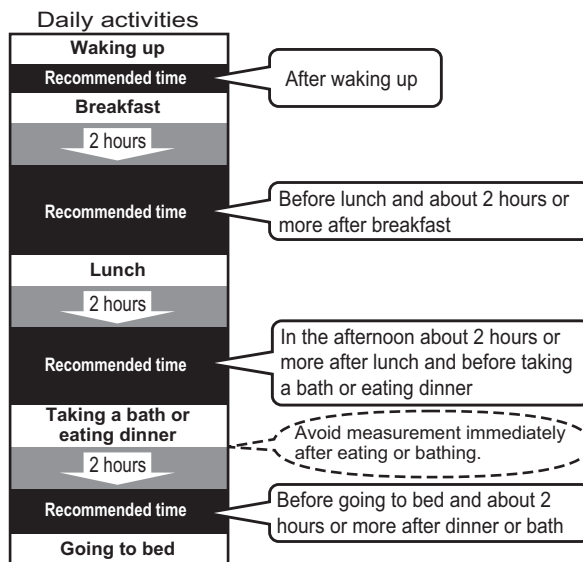 Daily activities
Waking up
Recommended time
After waking up
Breakfast
2 hours
Recommended time
Before lunch and about 2 hours or
more after breakfast
Lunch
2 hours
Recommended time
In the afternoon about 2 hours or
more after lunch and before taking
a bath or eating dinner
Taking a bath or
eating dinner
Avoid measurement immediately
after eating or bathing.
2 hours
Recommended time
Before going to bed and about 2
hours or more after dinner or bath
Going to bed